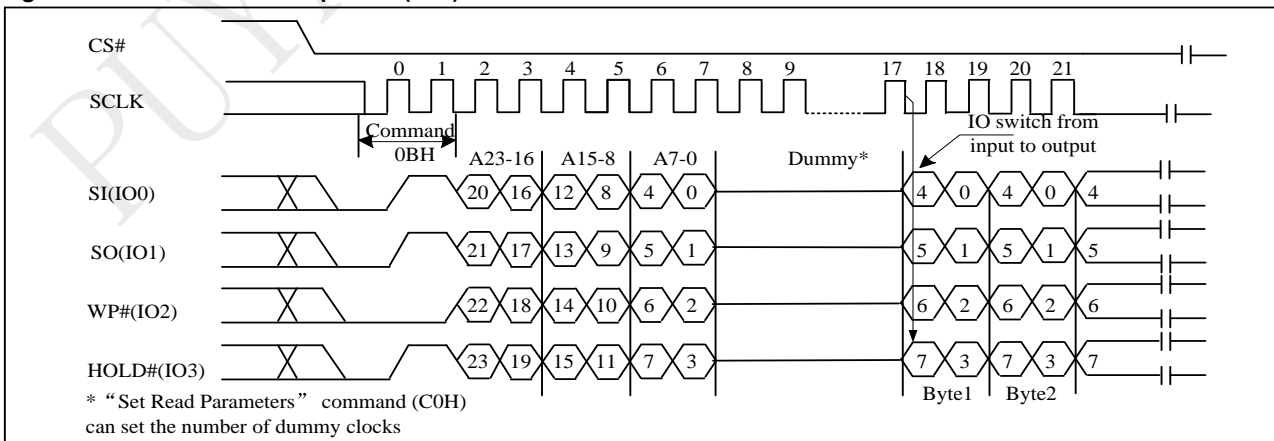 CS#
0 1 2 3 4 5 6 7 8 9 17 18 19 20 21
SCLK
Command
0BH
IO switch from
input to output
A23-16 A15-8 A7-0 Dummy*
SI(IO0) 20 16 12 8 4 0 4 0 4 0 4
SO(IO1) 21 17 13 9 5 1 5 1 5 1 5
WP#(IO2) 22 18 14 10 6 2 6 2 6 2 6
HOLD#(IO3) 23 19 15 11 7 3 7 3 7 3 7
Byte1 Byte2
* “Set Read Parameters” command (C0H)
can set the number of dummy clocks